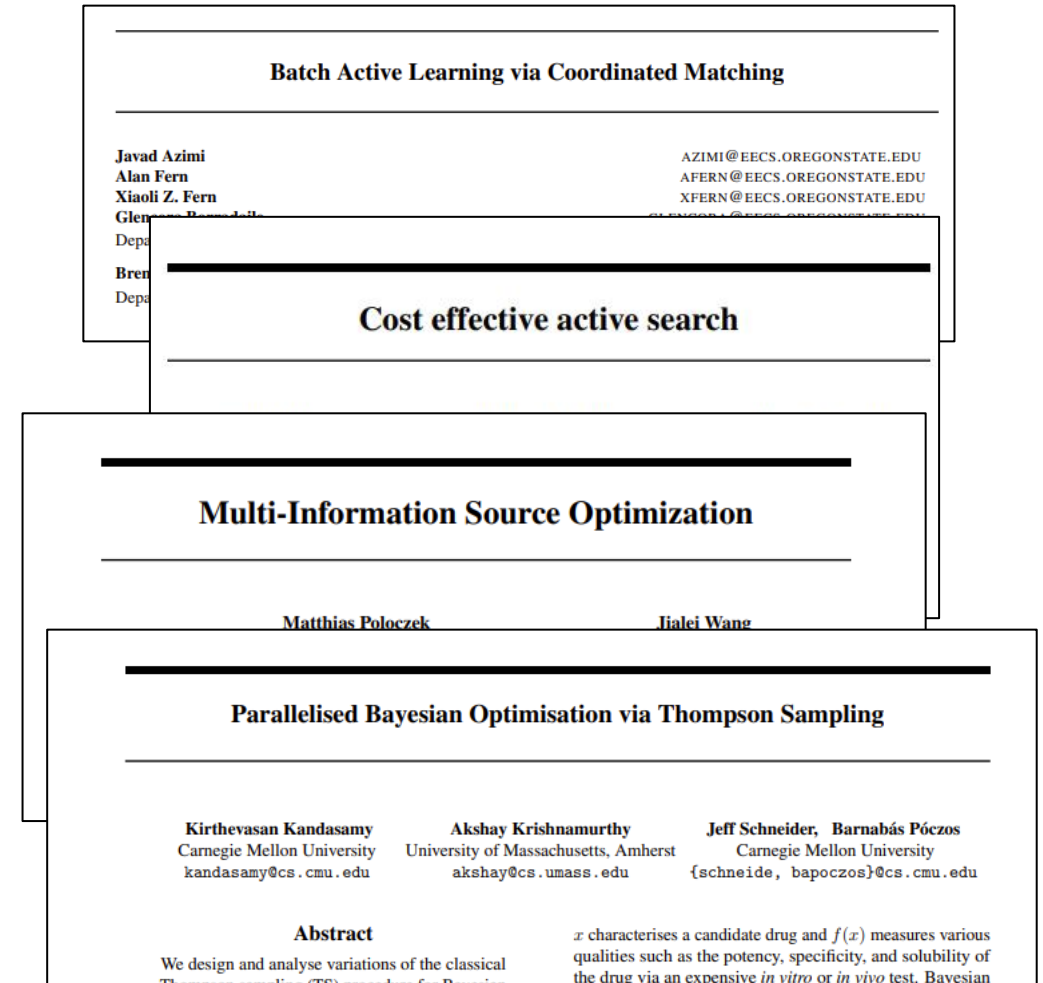 Batch Active Learning via Coordinated Matching
Javad Azimi AZIMI@EECS.OREGONSTATE.EDU
Alan Fern AFERN@EECS.OREGONSTATE.EDU
Xiaoli Z. Fern XFERN@EECS.OREGONSTATE.EDU
Depa
Bren
Depa
Cost effective active search
Multi-Information Source Optimization
Matthias Poloczek Jialei Wang
Parallelised Bayesian Optimisation via Thompson Sampling
Kirthevasan Kandasamy Akshay Krishnamurthy Jeff Schneider, Barnabás Póczos
Carnegie Mellon University University of Massachusetts, Amherst Carnegie Mellon University
kandasamy@cs.cmu.edu akshay@cs.umass.edu {schneide, bapoczos}@cs.cmu.edu
Abstract
We design and analyse variations of the classical
x characterises a candidate drug and f(x) measures various
qualities such as the potency, specificity, and solubility of
the drug via an expensive in vitro or in vivo test. Bayesian